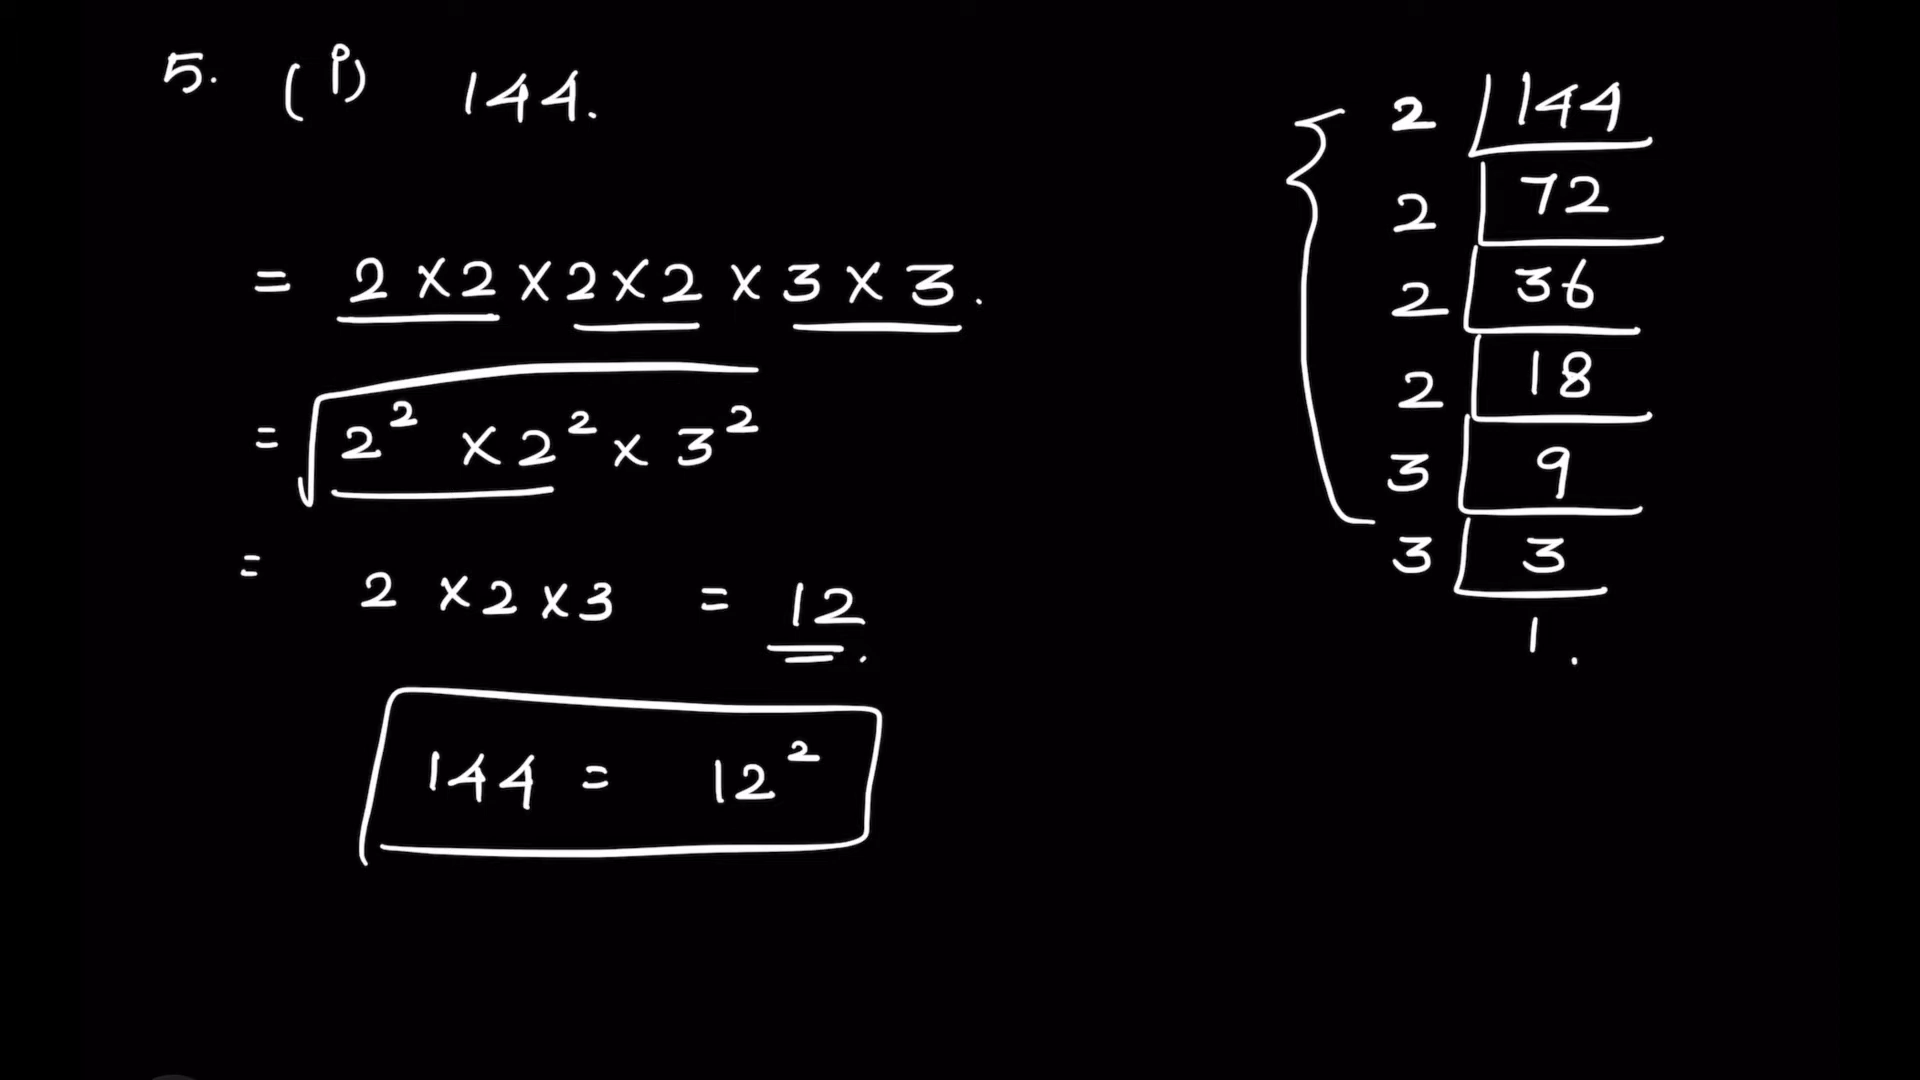 5. (i) 144.
= 2 × 2 × 2 × 2 × 3 × 3.
= √2² × 2² × 3²
= 2 × 2 × 3 = 12.
144 = 12²
2 | 144
2 | 72
2 | 36
2 | 18
3 | 9
3 | 3
1.